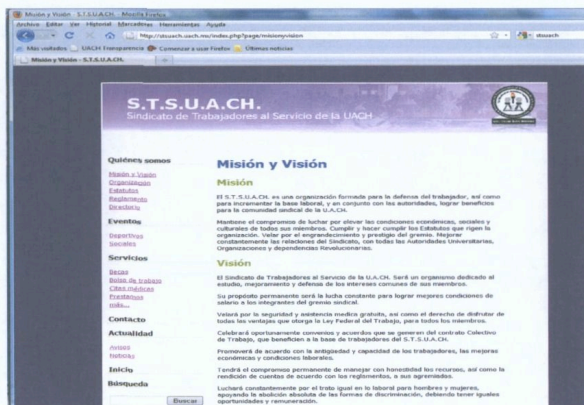 Misión y Visión - S.T.S.U.A.CH. - Mozilla Firefox
Archivo Editar Ver Historial Marcadores Herramientas Ayuda
http://stsuach.uach.mx/index.php?page/misionyvision
stsuach
Más visitados UACH Transparencia Comenzar a usar Firefox Últimas noticias
Misión y Visión - S.T.S.U.A.CH.
S.T.S.U.A.CH.
Sindicato de Trabajadores al Servicio de la UACH
Quiénes somos
Misión y Visión
Organización
Estatutos
Reglamento
Directorio
Eventos
Deportivos
Sociales
Servicios
Becas
Bolsa de trabajo
Citas médicas
Prestamos
más...
Contacto
Actualidad
Avisos
Noticias
Inicio
Búsqueda
Buscar
Misión y Visión
Misión
El S.T.S.U.A.CH. es una organización formada para la defensa del trabajador, así como
para incrementar la base laboral, y en conjunto con las autoridades, lograr beneficios
para la comunidad sindical de la U.A.CH.
Mantiene el compromiso de luchar por elevar las condiciones económicas, sociales y
culturales de todos sus miembros. Cumplir y hacer cumplir los Estatutos que rigen la
organización. Velar por el engrandecimiento y prestigio del gremio. Mejorar
constantemente las relaciones del Sindicato, con todas las Autoridades Universitarias,
Organizaciones y dependencias Revolucionarias.
Visión
El Sindicato de Trabajadores al Servicio de la U.A.CH. Será un organismo dedicado al
estudio, mejoramiento y defensa de los intereses comunes de sus miembros.
Su propósito permanente será la lucha constante para lograr mejores condiciones de
salario a los integrantes del gremio sindical.
Velará por la seguridad y asistencia medica gratuita, así como el derecho de disfrutar de
todas las ventajas que otorga la Ley Federal del Trabajo, para todos los miembros.
Celebrará oportunamente convenios y acuerdos que se generen del contrato Colectivo
de Trabajo, que beneficien a la base de trabajadores del S.T.S.U.A.CH.
Promoverá de acuerdo con la antigüedad y capacidad de los trabajadores, las mejoras
económicas y condiciones laborales.
Tendrá el compromiso permanente de manejar con honestidad los recursos, así como la
rendición de cuentas de acuerdo con los reglamentos, a sus agremiados.
Luchará constantemente por el trato igual en lo laboral para hombres y mujeres,
apoyando la abolición absoluta de las formas de discriminación, debiendo tener iguales
oportunidades y remuneración.